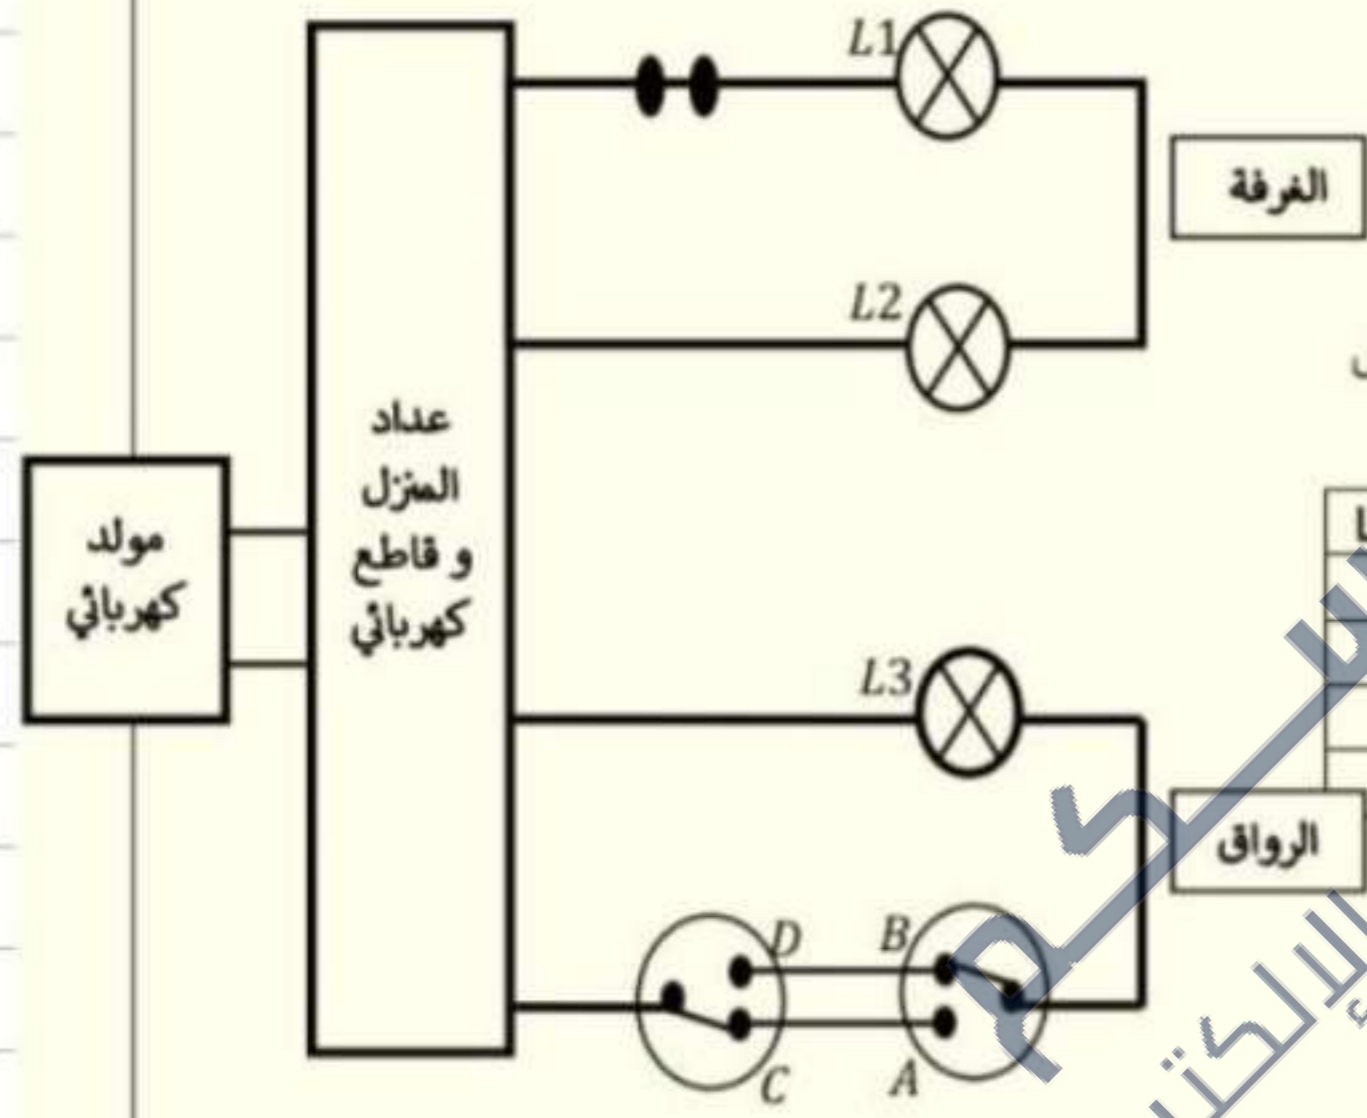 L1
الغرفة
L2
عداد
المنزل
و قاطع
كهربائي
مولد
كهربائي
L3
الرواق
D
B
C
A